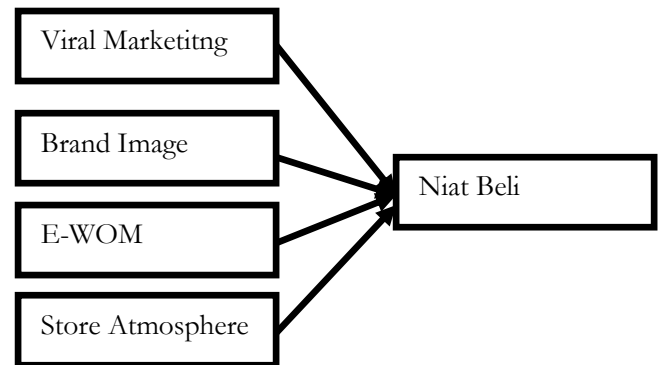 Viral Marketitng
Brand Image
Niat Beli
E-WOM
Store Atmosphere